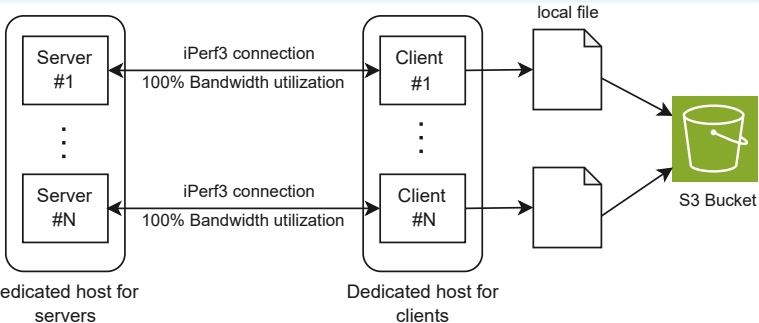 local file
Server
#1
iPerf3 connection
100% Bandwidth utilization
Client
#1
Server
#N
iPerf3 connection
100% Bandwidth utilization
Client
#N
S3 Bucket
edicated host for
servers
Dedicated host for
clients